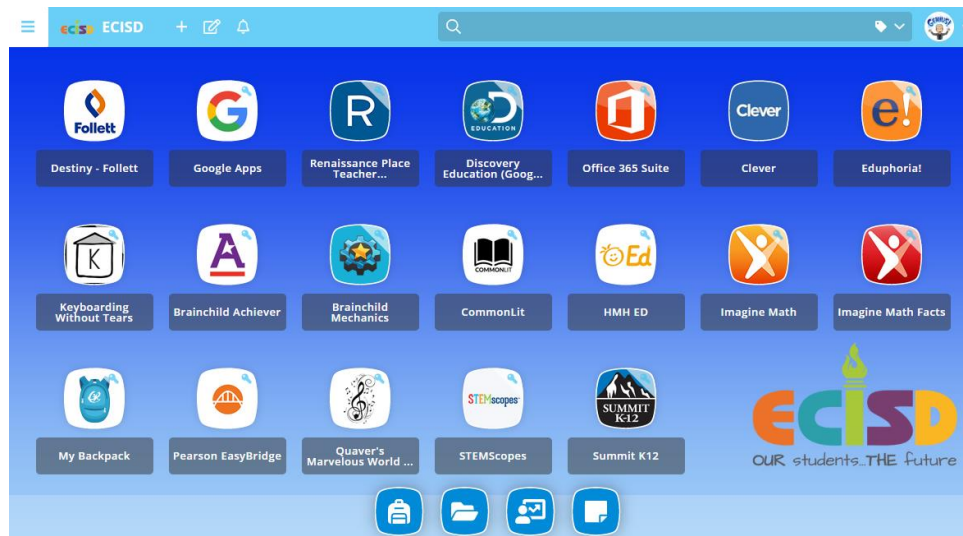 ecisd ECISD
GENIUS!
Follett
G
R
EDUCATION
Clever
e!
Destiny - Follett
Google Apps
Renaissance Place
Teacher...
Discovery
Education (Goog...
Office 365 Suite
Clever
Eduphoria!
K
A
COMMONLIT
Ed
Keyboarding
Without Tears
Brainchild Achiever
Brainchild
Mechanics
CommonLit
HMH ED
Imagine Math
Imagine Math Facts
STEMscopes
SUMMIT
K-12
ECISD
OUR students...THE future
My Backpack
Pearson EasyBridge
Quaver's
Marvelous World ...
STEMScopes
Summit K12